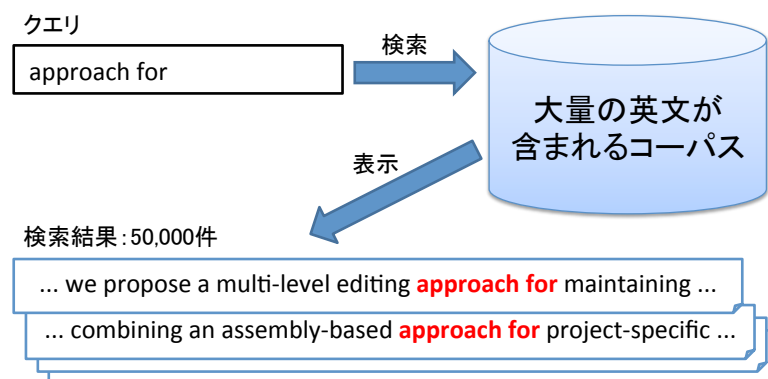 クエリ
approach for
検索
大量の英文が
含まれるコーパス
表示
検索結果：50,000件
... we propose a multi-level editing approach for maintaining ...
... combining an assembly-based approach for project-specific ...